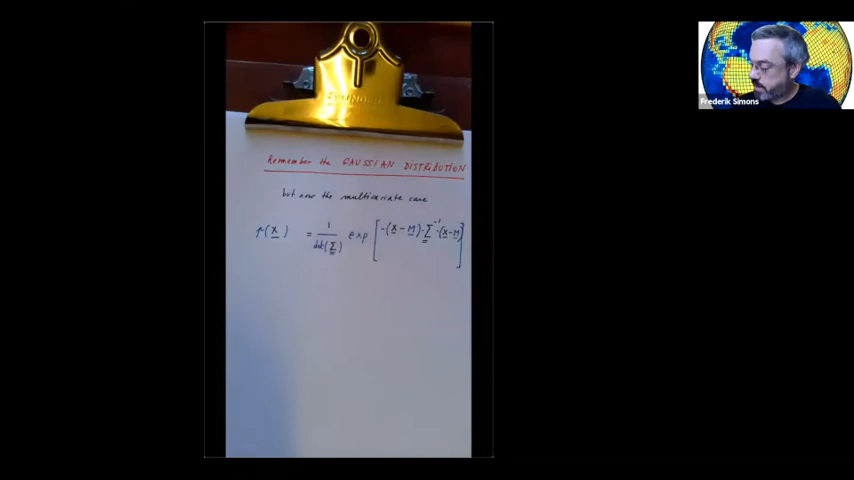 Remember the GAUSSIAN DISTRIBUTION
but now the multivariate case
p(x) = 1/det(Σ) exp [-(x-m)·Σ⁻¹·(x-m)]
Frederik Simons